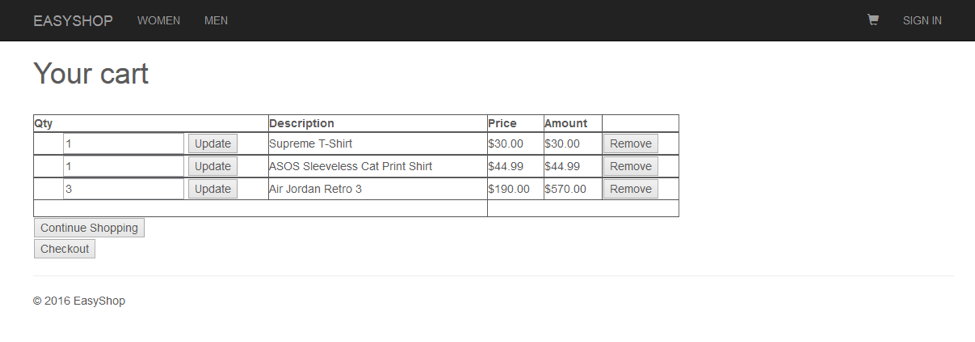 EASYSHOP WOMEN MEN SIGN IN
Your cart
Qty Description Price Amount
1 Update Supreme T-Shirt $30.00 $30.00 Remove
1 Update ASOS Sleeveless Cat Print Shirt $44.99 $44.99 Remove
3 Update Air Jordan Retro 3 $190.00 $570.00 Remove
Continue Shopping
Checkout
© 2016 EasyShop